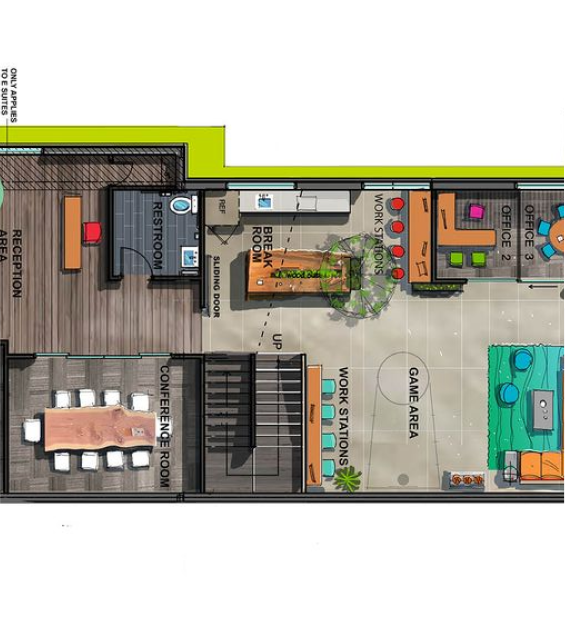 ONLY APPLIES
TO E SUITES
RECEPTION
AREA
RESTROOM
REF
BREAK
ROOM
SLIDING DOOR
WORK STATIONS
OFFICE 2
OFFICE 3
UP
CONFERENCE ROOM
WORK STATIONS
GAME AREA